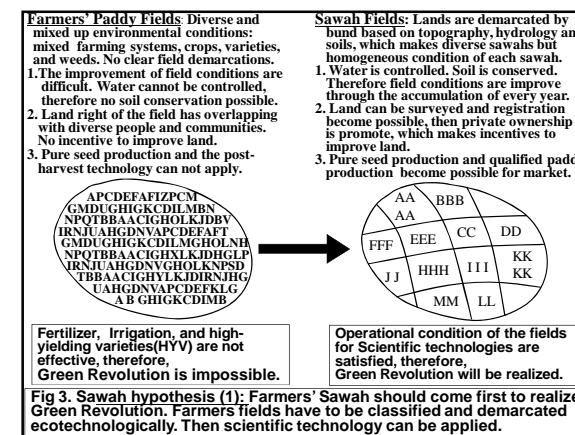 Farmers' Paddy Fields: Diverse and
mixed up environmental conditions:
mixed farming systems, crops, varieties,
and weeds. No clear field demarcations.
1.The improvement of field conditions are
difficult. Water cannot be controlled,
therefore no soil conservation possible.
2. Land right of the field has overlapping
with diverse people and communities.
No incentive to improve land.
3. Pure seed production and the post-
harvest technology can not apply.
APCDEFAFIZPCM
GMDUGHIGKCDILMBN
NPQTBBAACIGHOLKJDBV
IRNJUAHGDNVAPCDEFAFT
GMDUGHIGKCDILMGHOLNH
NPQTBBAACIGHXLKJDHGLP
IRNJUAHGDNVGHOLKNPSD
TBBAACIGHYLKJDIRNJHG
UAHGDNVAPCDEFKLG
A B GHIGKCDIMB
Fertilizer, Irrigation, and high-
yielding varieties(HYV) are not
effective, therefore,
Green Revolution is impossible.
Sawah Fields: Lands are demarcated by
bund based on topography, hydrology an
soils, which makes diverse sawahs but
homogeneous condition of each sawah.
1. Water is controlled. Soil is conserved.
Therefore field conditions are improve
through the accumulation of every year.
2. Land can be surveyed and registration
become possible, then private ownership
is promote, which makes incentives to
improve land.
3. Pure seed production and qualified padd
production become possible for market.
AA BBB
AA
FFF EEE CC DD
JJ HHH III KK
KK
MM LL
Operational condition of the fields
for Scientific technologies are
satisfied, therefore,
Green Revolution will be realized.
Fig 3. Sawah hypothesis (1): Farmers' Sawah should come first to realize
Green Revolution. Farmers fields have to be classified and demarcated
ecotechnologically. Then scientific technology can be applied.